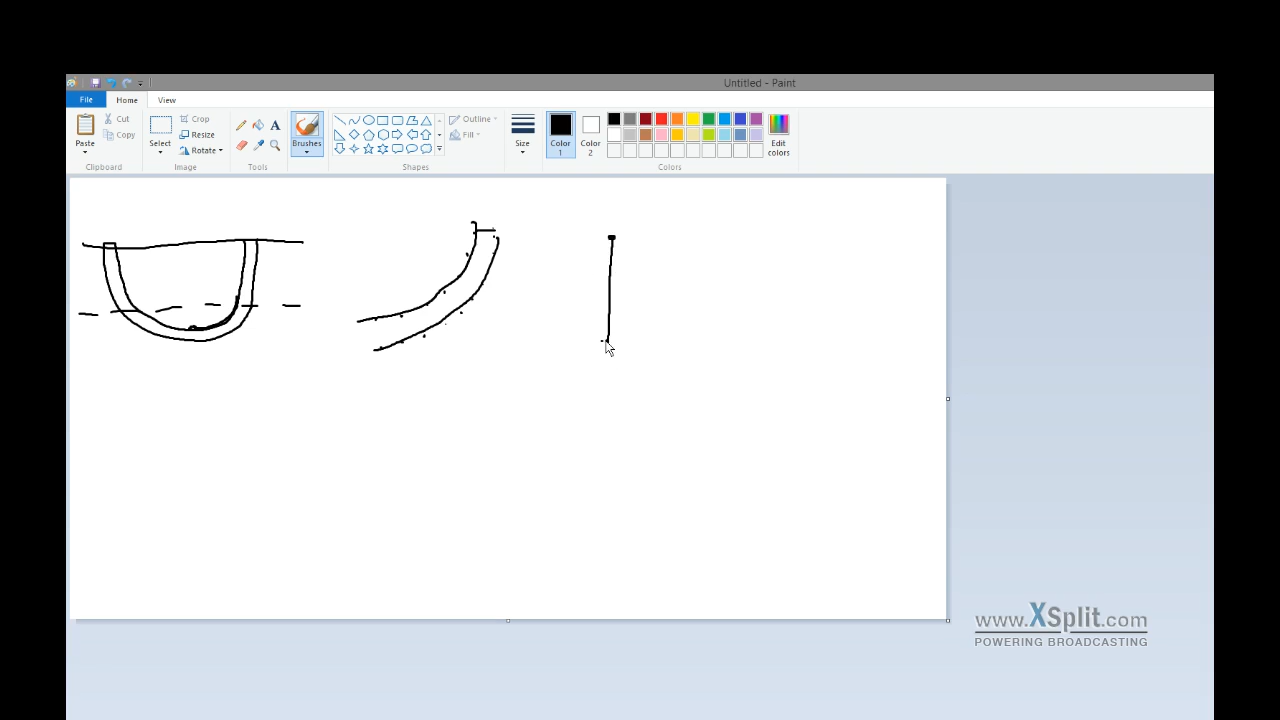 Untitled - Paint
File Home View
Paste
Cut
Copy
Clipboard
Select
Crop
Resize
Rotate
Image
Tools
Brushes
Outline
Fill
Shapes
Size
Color 1
Color 2
Edit colors
Colors
www.XSplit.com
POWERING BROADCASTING